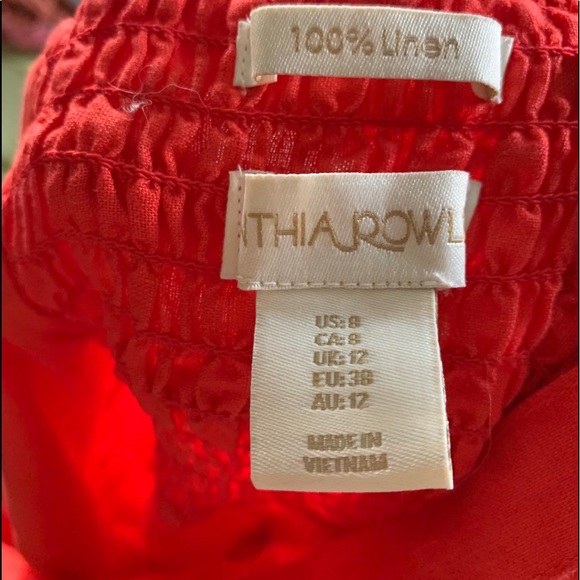 100% Linen
NTHIA ROWL
US: 8
CA: 8
UK: 12
EU: 38
AU: 12
MADE IN
VIETNAM